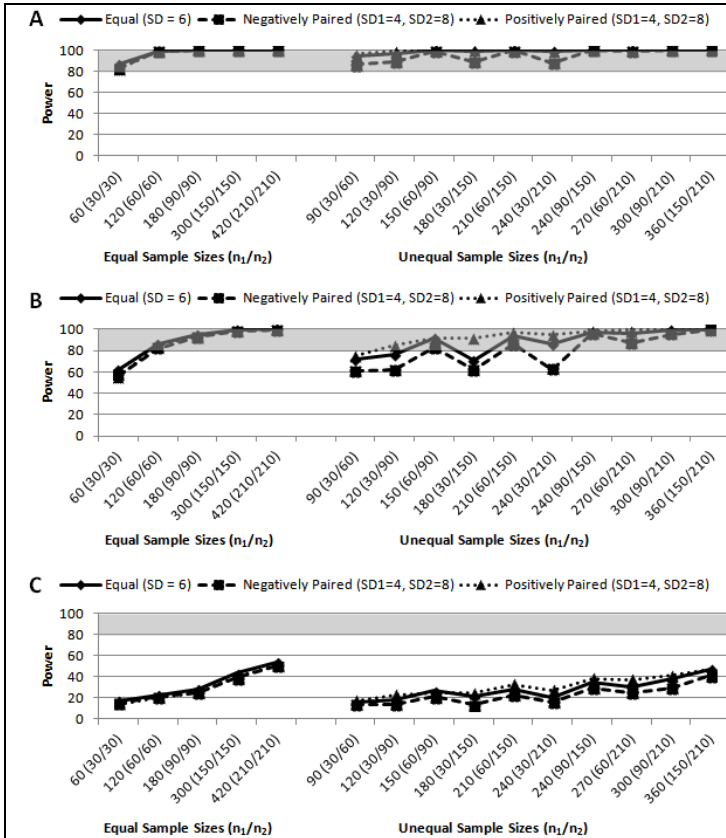 A
Equal (SD = 6) Negatively Paired (SD1=4, SD2=8) Positively Paired (SD1=4, SD2=8)
100
80
60
40
20
0
Power
60 (30/30) 120 (60/60) 180 (90/90) 300 (150/150) 420 (210/210) 90 (30/60) 120 (30/90) 150 (60/90) 180 (30/150) 210 (60/150) 240 (30/210) 240 (90/150) 270 (60/210) 300 (90/210) 360 (150/210)
Equal Sample Sizes (n₁/n₂) Unequal Sample Sizes (n₁/n₂)
B
Equal (SD = 6) Negatively Paired (SD1=4, SD2=8) Positively Paired (SD1=4, SD2=8)
100
80
60
40
20
0
Power
60 (30/30) 120 (60/60) 180 (90/90) 300 (150/150) 420 (210/210) 90 (30/60) 120 (30/90) 150 (60/90) 180 (30/150) 210 (60/150) 240 (30/210) 240 (90/150) 270 (60/210) 300 (90/210) 360 (150/210)
Equal Sample Sizes (n₁/n₂) Unequal Sample Sizes (n₁/n₂)
C
Equal (SD = 6) Negatively Paired (SD1=4, SD2=8) Positively Paired (SD1=4, SD2=8)
100
80
60
40
20
0
Power
60 (30/30) 120 (60/60) 180 (90/90) 300 (150/150) 420 (210/210) 90 (30/60) 120 (30/90) 150 (60/90) 180 (30/150) 210 (60/150) 240 (30/210) 240 (90/150) 270 (60/210) 300 (90/210) 360 (150/210)
Equal Sample Sizes (n₁/n₂) Unequal Sample Sizes (n₁/n₂)